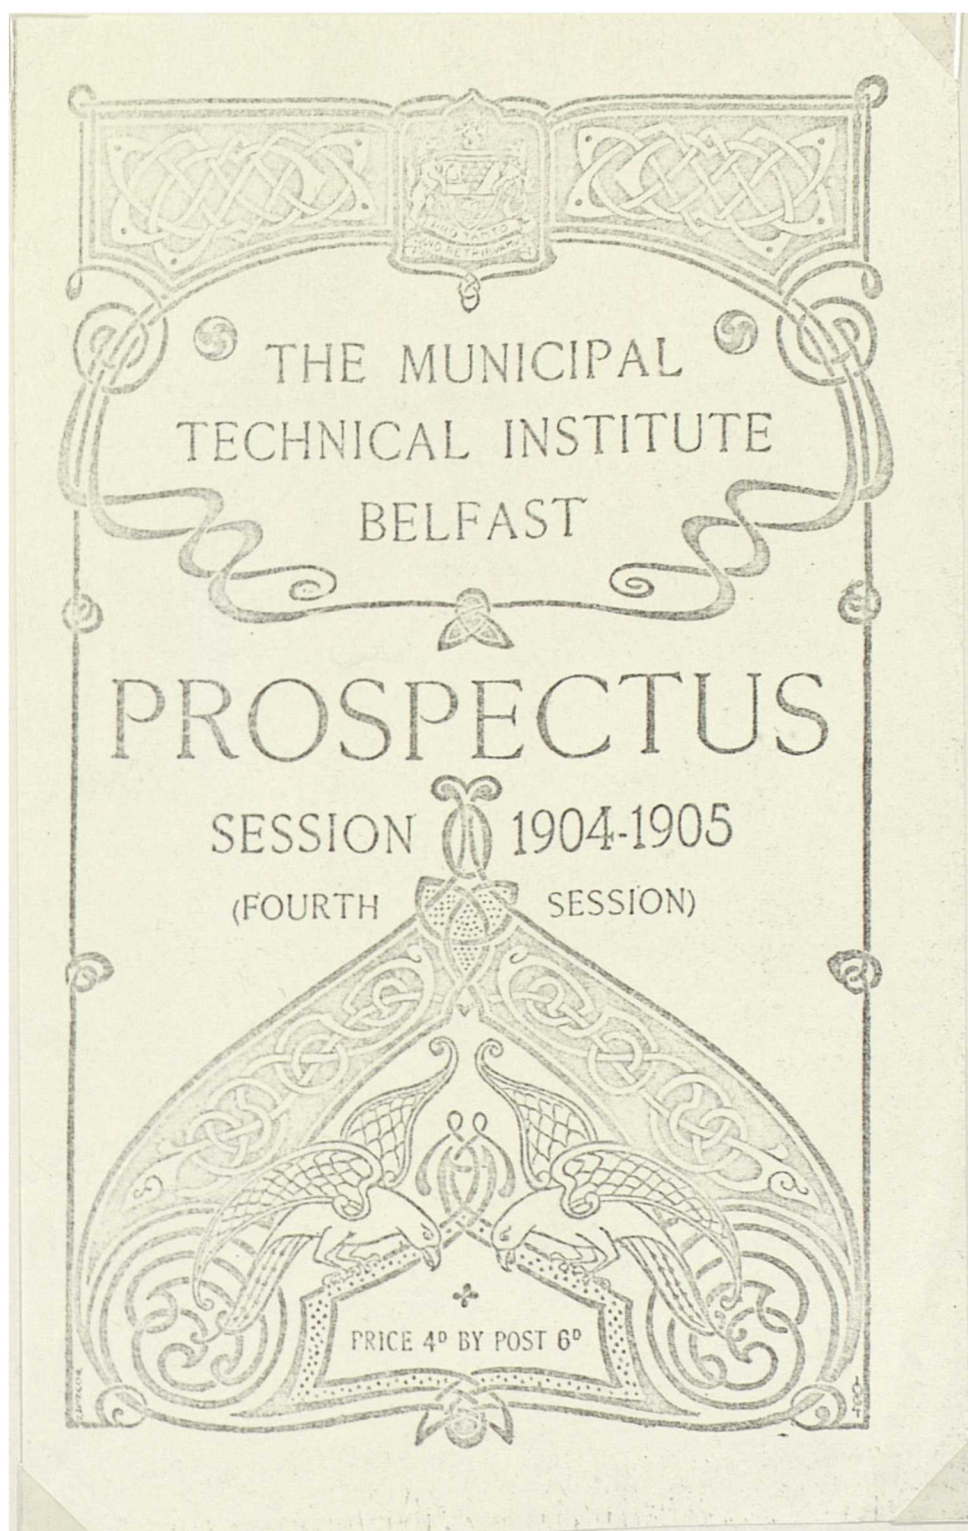 THE MUNICIPAL
TECHNICAL INSTITUTE
BELFAST
PROSPECTUS
SESSION 1904-1905
(FOURTH SESSION)
PRICE 4ᴰ BY POST 6ᴰ